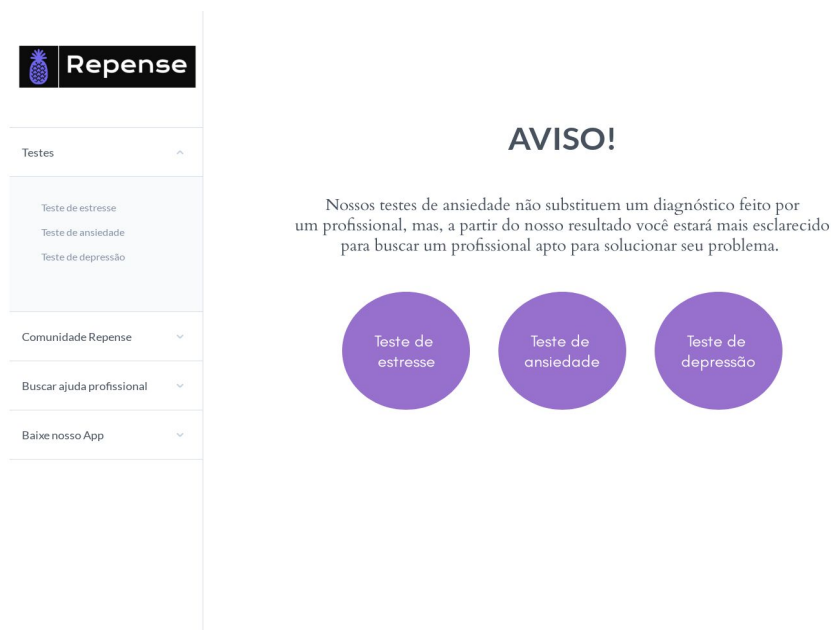 Repense
Testes
Teste de estresse
Teste de ansiedade
Teste de depressão
Comunidade Repense
Buscar ajuda profissional
Baixe nosso App
AVISO!
Nossos testes de ansiedade não substituem um diagnóstico feito por
um profissional, mas, a partir do nosso resultado você estará mais esclarecido
para buscar um profissional apto para solucionar seu problema.
Teste de
estresse
Teste de
ansiedade
Teste de
depressão